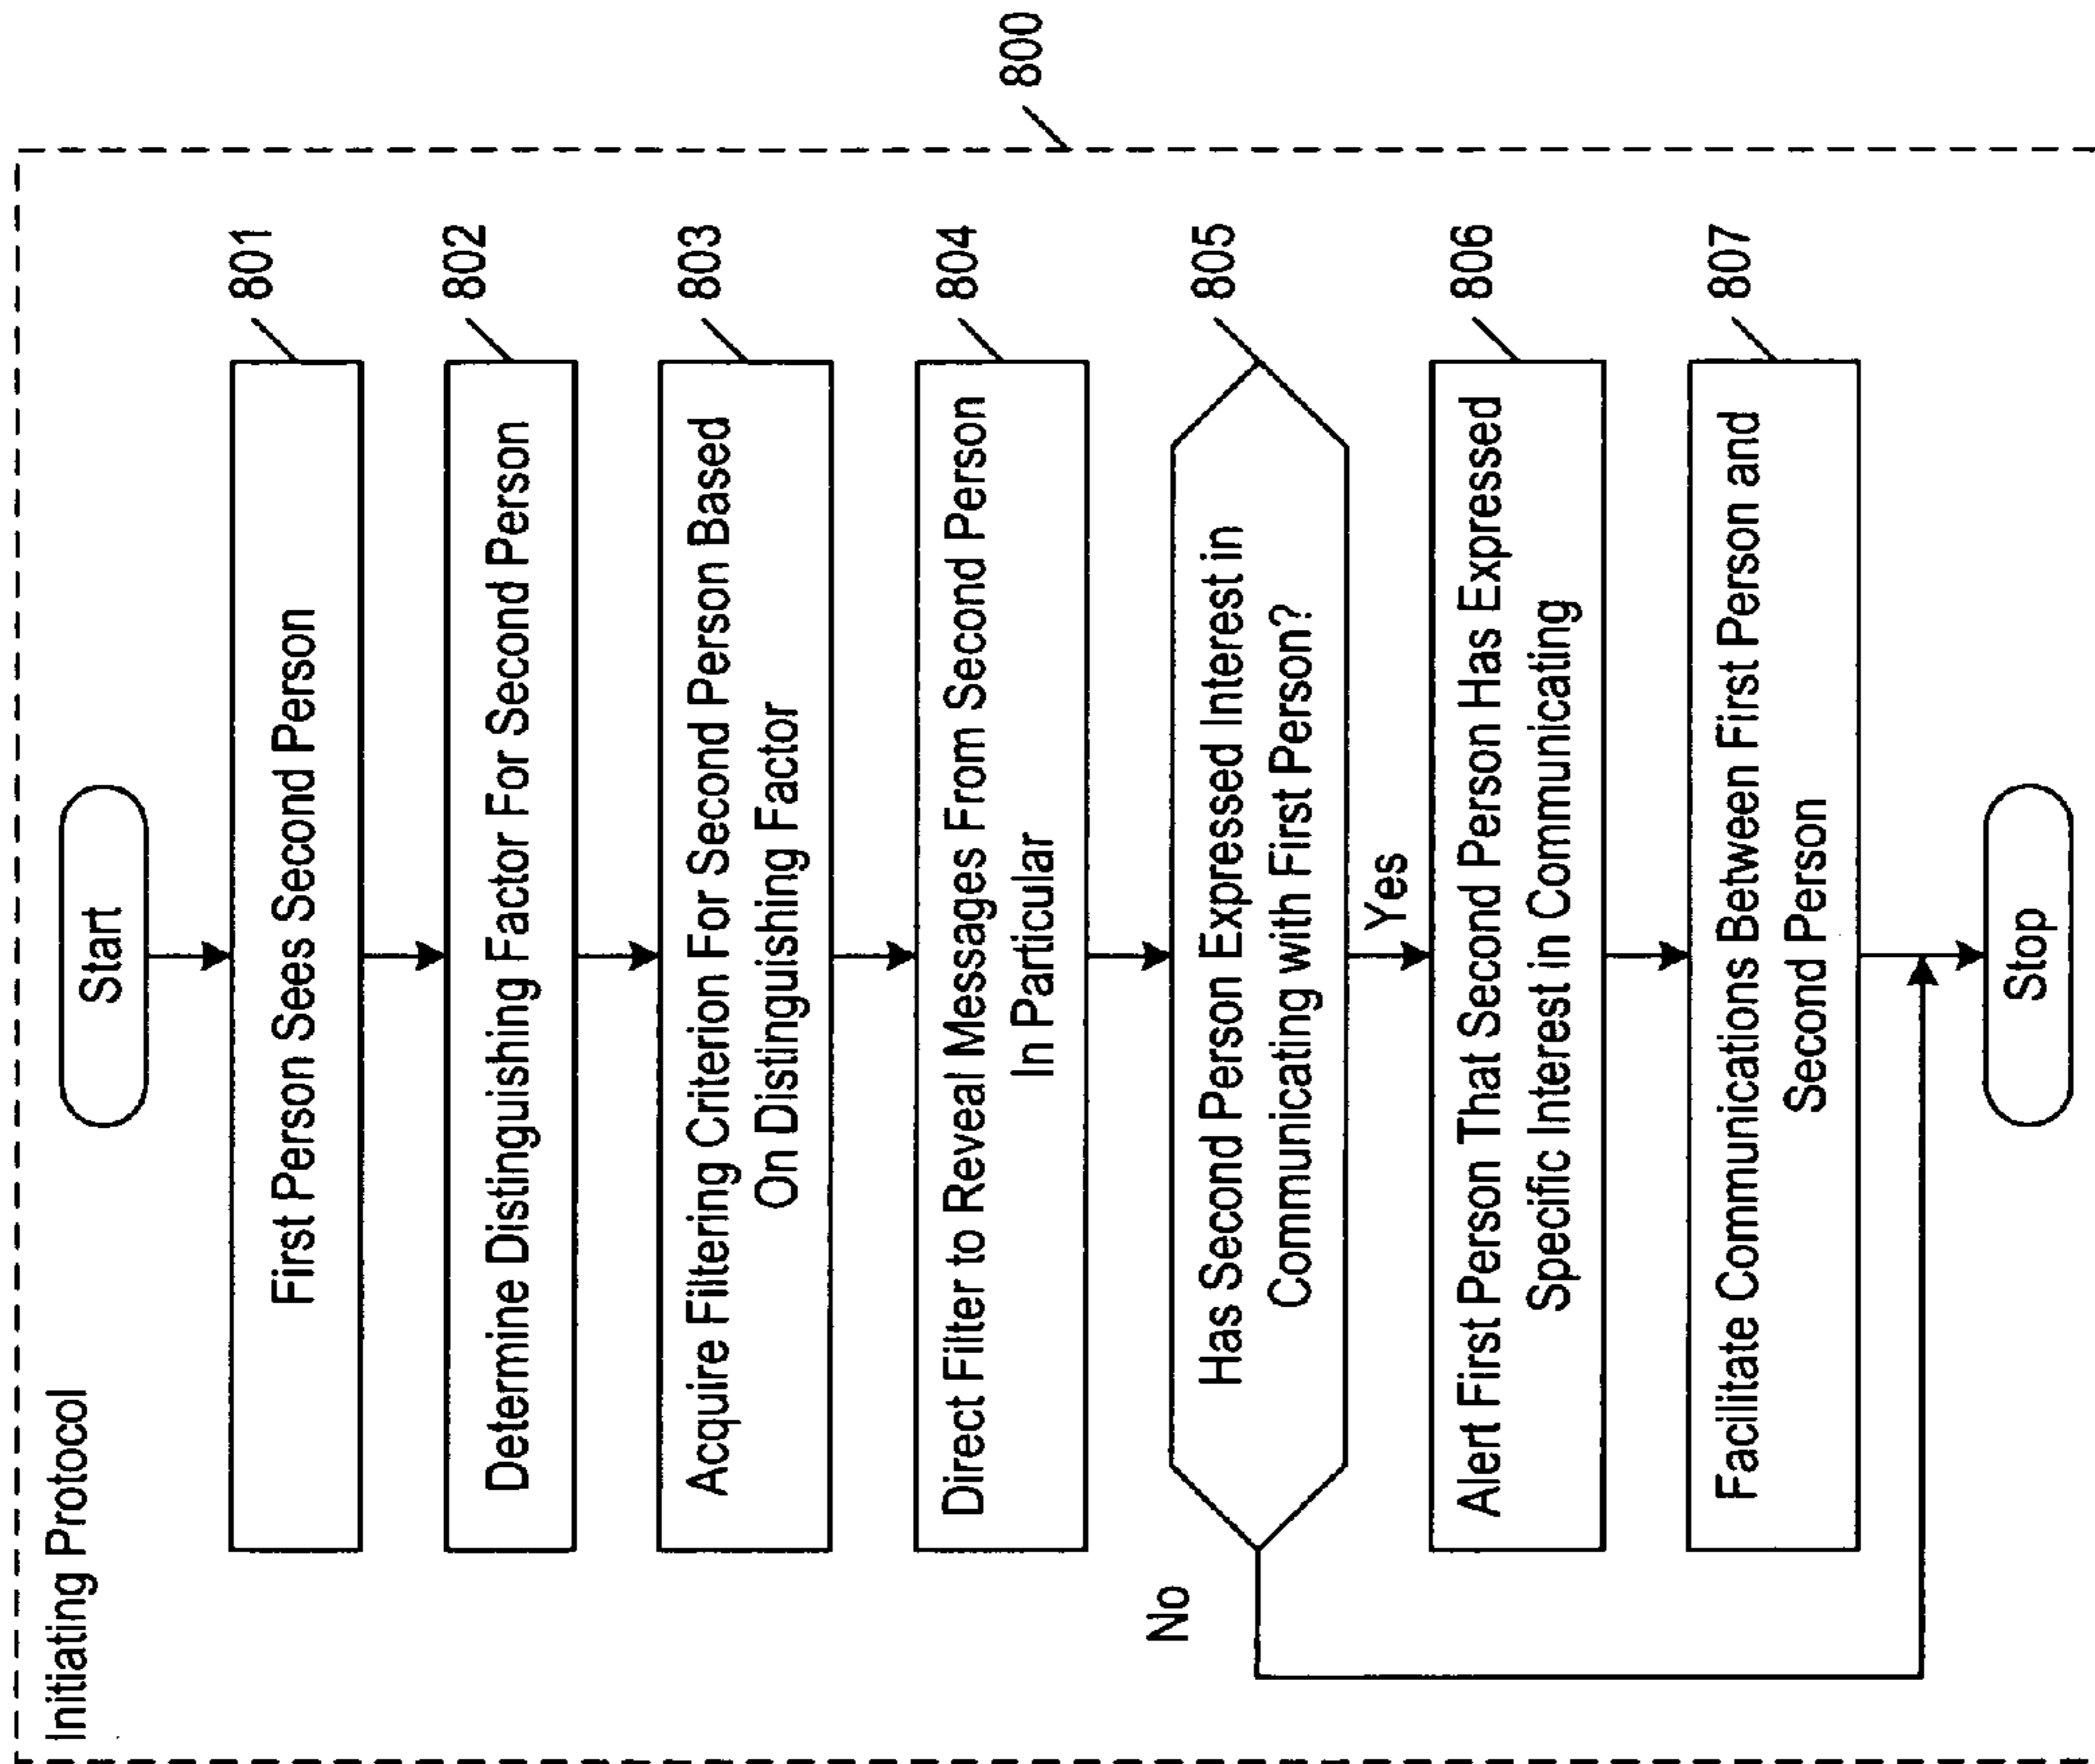 Initiating Protocol
Start
First Person Sees Second Person
801
Determine Distinguishing Factor For Second Person
802
Acquire Filtering Criterion For Second Person Based
On Distinguishing Factor
803
Direct Filter to Reveal Messages From Second Person
In Particular
804
Has Second Person Expressed Interest in
Communicating with First Person?
805
No
Yes
Alert First Person That Second Person Has Expressed
Specific Interest in Communicating
806
Facilitate Communications Between First Person and
Second Person
807
Stop
800